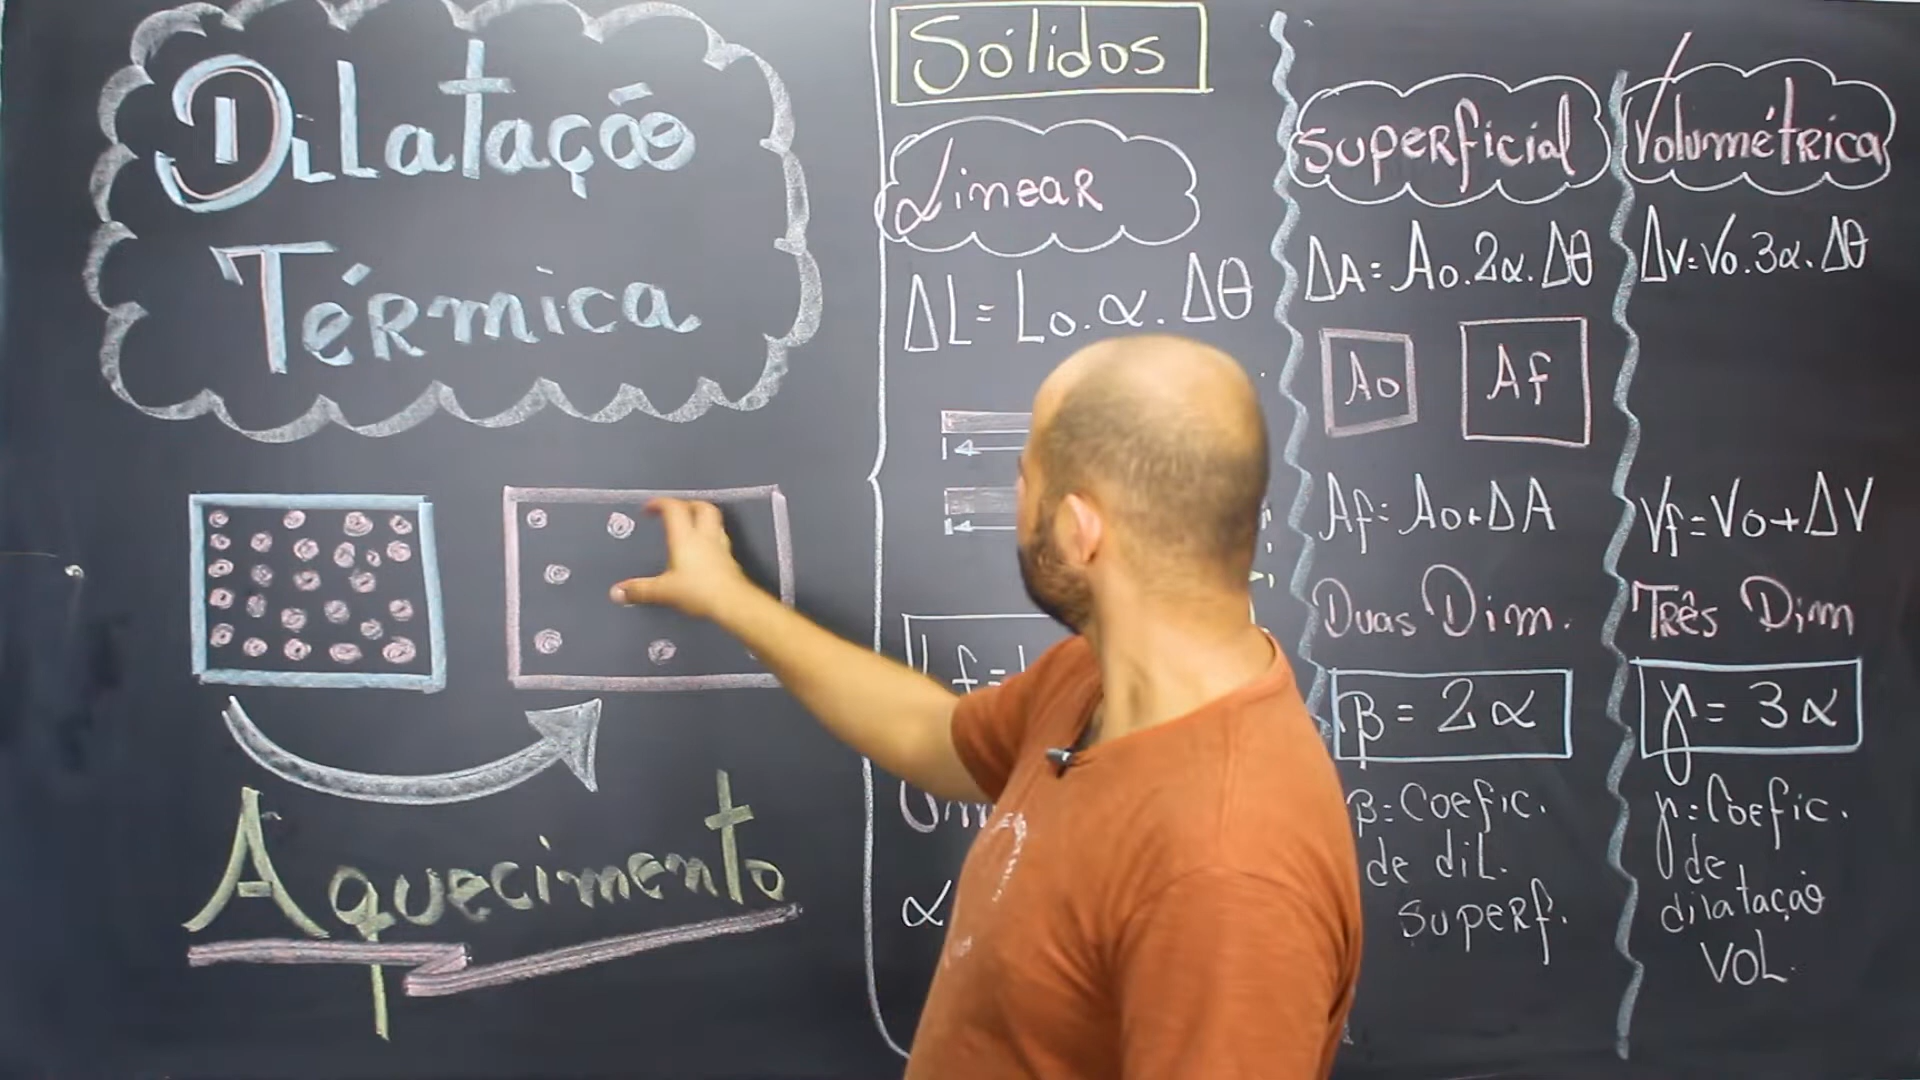 Dilatação
Térmica
Aquecimento
Sólidos
Linear
ΔL = Lo . α . Δθ
α
Superficial
ΔA = Ao . 2α . Δθ
Ao
Af
Af = Ao + ΔA
Duas Dim.
β = 2α
β = Coefic.
de dil.
superf.
Volumétrica
ΔV = Vo . 3α . Δθ
Vf = Vo + ΔV
Três Dim
γ = 3α
γ = Coefic.
de
dilatação
VOL.